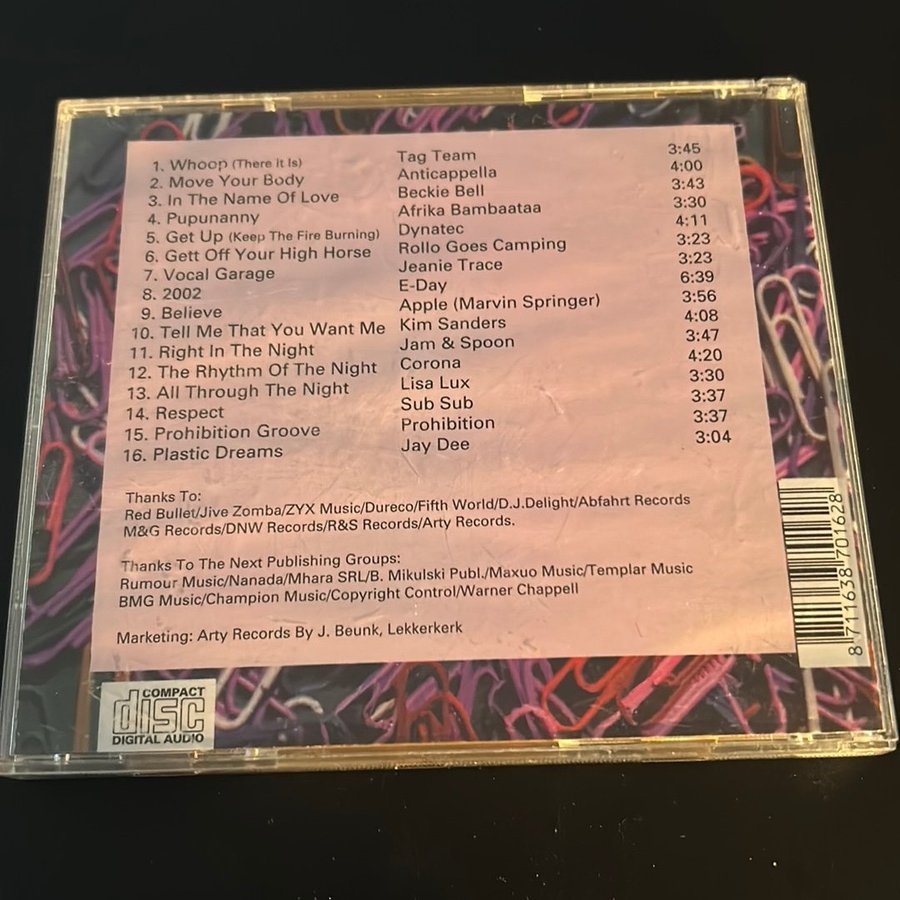 1. Whoop (There it Is) Tag Team 3:45
2. Move Your Body Anticappella 4:00
3. In The Name Of Love Beckie Bell 3:43
4. Pupunanny Afrika Bambaataa 3:30
5. Get Up (Keep The Fire Burning) Dynatec 4:11
6. Gett Off Your High Horse Rollo Goes Camping 3:23
7. Vocal Garage Jeanie Trace 3:23
8. 2002 E-Day 6:39
9. Believe Apple (Marvin Springer) 3:56
10. Tell Me That You Want Me Kim Sanders 4:08
11. Right In The Night Jam & Spoon 3:47
12. The Rhythm Of The Night Corona 4:20
13. All Through The Night Lisa Lux 3:30
14. Respect Sub Sub 3:37
15. Prohibition Groove Prohibition 3:37
16. Plastic Dreams Jay Dee 3:04
Thanks To:
Red Bullet/Jive Zomba/ZYX Music/Dureco/Fifth World/D.J.Delight/Abfahrt Records
M&G Records/DNW Records/R&S Records/Arty Records.
Thanks To The Next Publishing Groups:
Rumour Music/Nanada/Mhara SRL/B. Mikulski Publ./Maxuo Music/Templar Music
BMG Music/Champion Music/Copyright Control/Warner Chappell
Marketing: Arty Records By J. Beunk, Lekkerkerk
COMPACT
disc
DIGITAL AUDIO
8 711638 701628